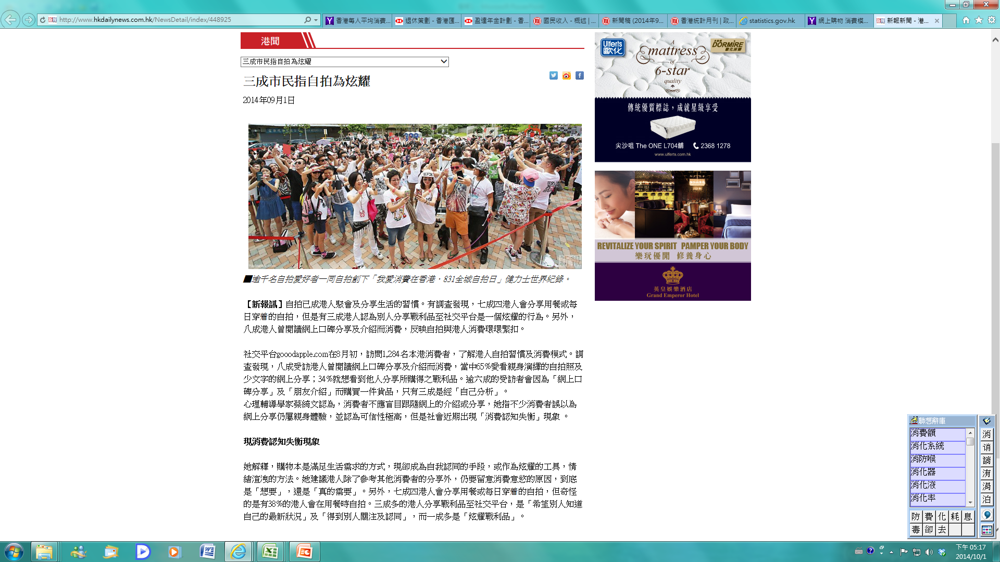 http://www.hkdailynews.com.hk/NewsDetail/index/448925
香港每人平均消費...
退休策劃 - 香港匯...
盈達年金計劃 - 香...
國民收入 - 概述 | ...
新聞稿 (2014年9...
香港統計月刊 | 政...
statistics.gov.hk
網上購物 消費模...
新報新聞 - 港...
港聞
三成市民指自拍為炫耀
三成市民指自拍為炫耀
2014年09月1日
■逾千名自拍愛好者一同自拍創下「我愛消費在香港‧831全城自拍日」健力士世界紀錄。
【新報訊】自拍已成港人聚會及分享生活的習慣。有調查發現，七成四港人會分享用餐或每
日穿着的自拍，但是有三成港人認為別人分享戰利品至社交平台是一個炫耀的行為。另外，
八成港人曾閱讀網上口碑分享及介紹而消費，反映自拍與港人消費環環緊扣。
社交平台gooodapple.com在8月初，訪問1,284名本港消費者，了解港人自拍習慣及消費模式。調
查發現，八成受訪港人曾閱讀網上口碑分享及介紹而消費，當中65%愛看親身演繹的自拍照及
少文字的網上分享；34%就想看到他人分享所購得之戰利品。逾六成的受訪者會因為「網上口
碑分享」及「朋友介紹」而購買一件貨品，只有三成是經「自己分析」。
心理輔導學家蔡綺文認為，消費者不應盲目跟隨網上的介紹或分享，她指不少消費者誤以為
網上分享仍屬親身體驗，並認為可信性極高，但是社會近期出現「消費認知失衡」現象 。
現消費認知失衡現象
她解釋，購物本是滿足生活需求的方式，現卻成為自我認同的手段，或作為炫耀的工具，情
緒渲洩的方法。她建議港人除了參考其他消費者的分享外，仍要留意消費意慾的原因，到底
是「想要」，還是「真的需要」。另外，七成四港人會分享用餐或每日穿着的自拍，但奇怪
的是有38%的港人會在用餐時自拍。三成多的港人分享戰利品至社交平台，是「希望別人知道
自己的最新狀況」及「得到別人關注及認同」，而一成多是「炫耀戰利品」。
Ulferts
歐化
DORMIRE
A
mattress
of
6-star
quality
傳統優質標誌，成就星級享受
尖沙咀 The ONE L704舖 2368 1278
www.ulferts.com.hk
REVITALIZE YOUR SPIRIT PAMPER YOUR BODY
樂玩優閒 修養身心
英皇娛樂酒店
Grand Emperor Hotel
聯想辭庫
消費額
消化系統
消防喉
消化器
消化液
消化率
防 費 化 耗 息
毒 卻 去
消
诮
誚
洧
涓
泊
下午 05:17
2014/10/1